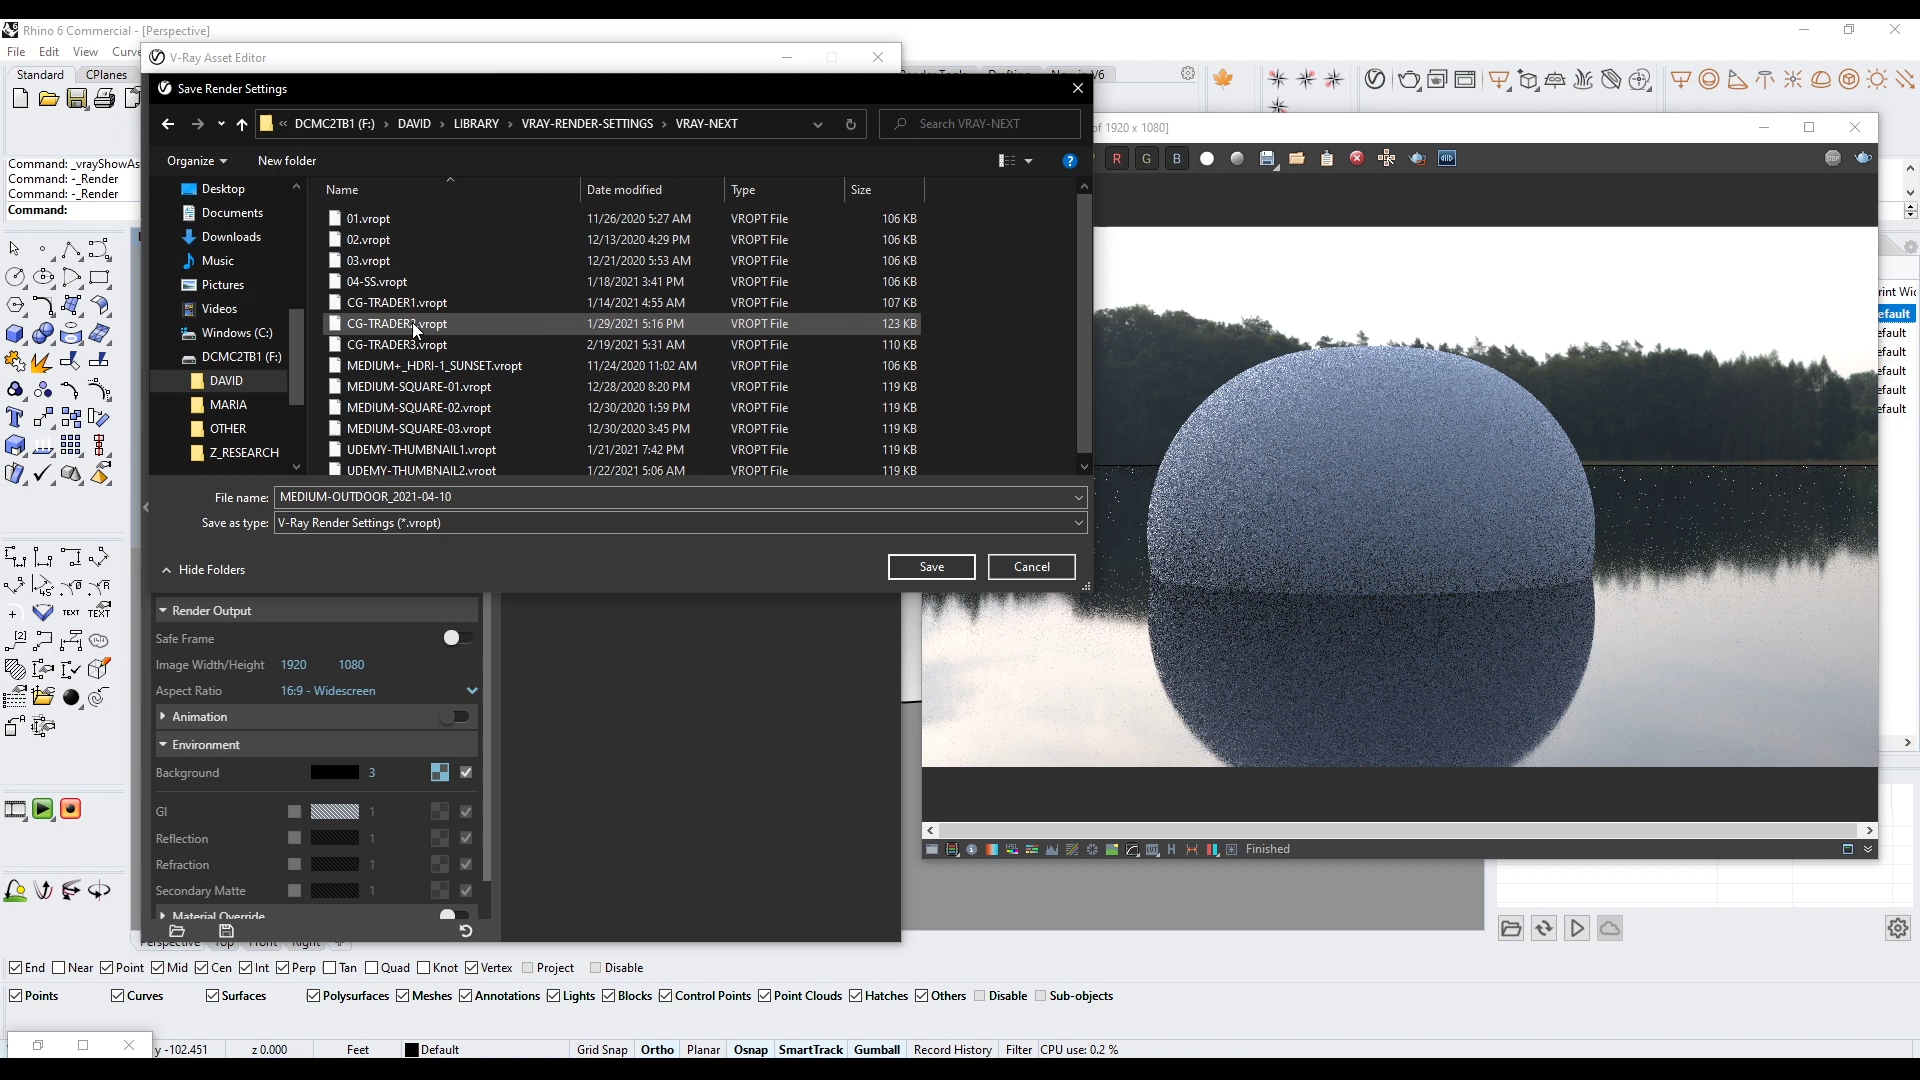 Rhino 6 Commercial - [Perspective]
File Edit View Curv
V-Ray Asset Editor
Standard CPlanes
Save Render Settings
« DCMC2TB1 (F:) › DAVID › LIBRARY › VRAY-RENDER-SETTINGS › VRAY-NEXT
Search VRAY-NEXT
of 1920 x 1080]
Organize New folder
R G B
Command: _vrayShowAs
Command: -_Render
Command: -_Render
Command:
Desktop
Documents
Downloads
Music
Pictures
Videos
Windows (C:)
DCMC2TB1 (F:)
DAVID
MARIA
OTHER
Z_RESEARCH
Name Date modified Type Size
01.vropt 11/26/2020 5:27 AM VROPT File 106 KB
02.vropt 12/13/2020 4:29 PM VROPT File 106 KB
03.vropt 12/21/2020 5:53 AM VROPT File 106 KB
04-SS.vropt 1/18/2021 3:41 PM VROPT File 106 KB
CG-TRADER1.vropt 1/14/2021 4:55 AM VROPT File 107 KB
CG-TRADER2.vropt 1/29/2021 5:16 PM VROPT File 123 KB
CG-TRADER3.vropt 2/19/2021 5:31 AM VROPT File 110 KB
MEDIUM+_HDRI-1_SUNSET.vropt 11/24/2020 11:02 AM VROPT File 106 KB
MEDIUM-SQUARE-01.vropt 12/28/2020 8:20 PM VROPT File 119 KB
MEDIUM-SQUARE-02.vropt 12/30/2020 1:59 PM VROPT File 119 KB
MEDIUM-SQUARE-03.vropt 12/30/2020 3:45 PM VROPT File 119 KB
UDEMY-THUMBNAIL1.vropt 1/21/2021 7:42 PM VROPT File 119 KB
UDEMY-THUMBNAIL2.vropt 1/22/2021 5:06 AM VROPT File 119 KB
File name: MEDIUM-OUTDOOR_2021-04-10
Save as type: V-Ray Render Settings (*.vropt)
Hide Folders
Save Cancel
Render Output
Safe Frame
Image Width/Height 1920 1080
Aspect Ratio 16:9 - Widescreen
Animation
Environment
Background 3
GI 1
Reflection 1
Refraction 1
Secondary Matte 1
Material Override
rint Wi
efault
efault
efault
efault
efault
efault
Finished
Perspective Top Front Right
End Near Point Mid Cen Int Perp Tan Quad Knot Vertex Project Disable
Points Curves Surfaces Polysurfaces Meshes Annotations Lights Blocks Control Points Point Clouds Hatches Others Disable Sub-objects
y -102.451 z 0.000 Feet Default Grid Snap Ortho Planar Osnap SmartTrack Gumball Record History Filter CPU use: 0.2 %